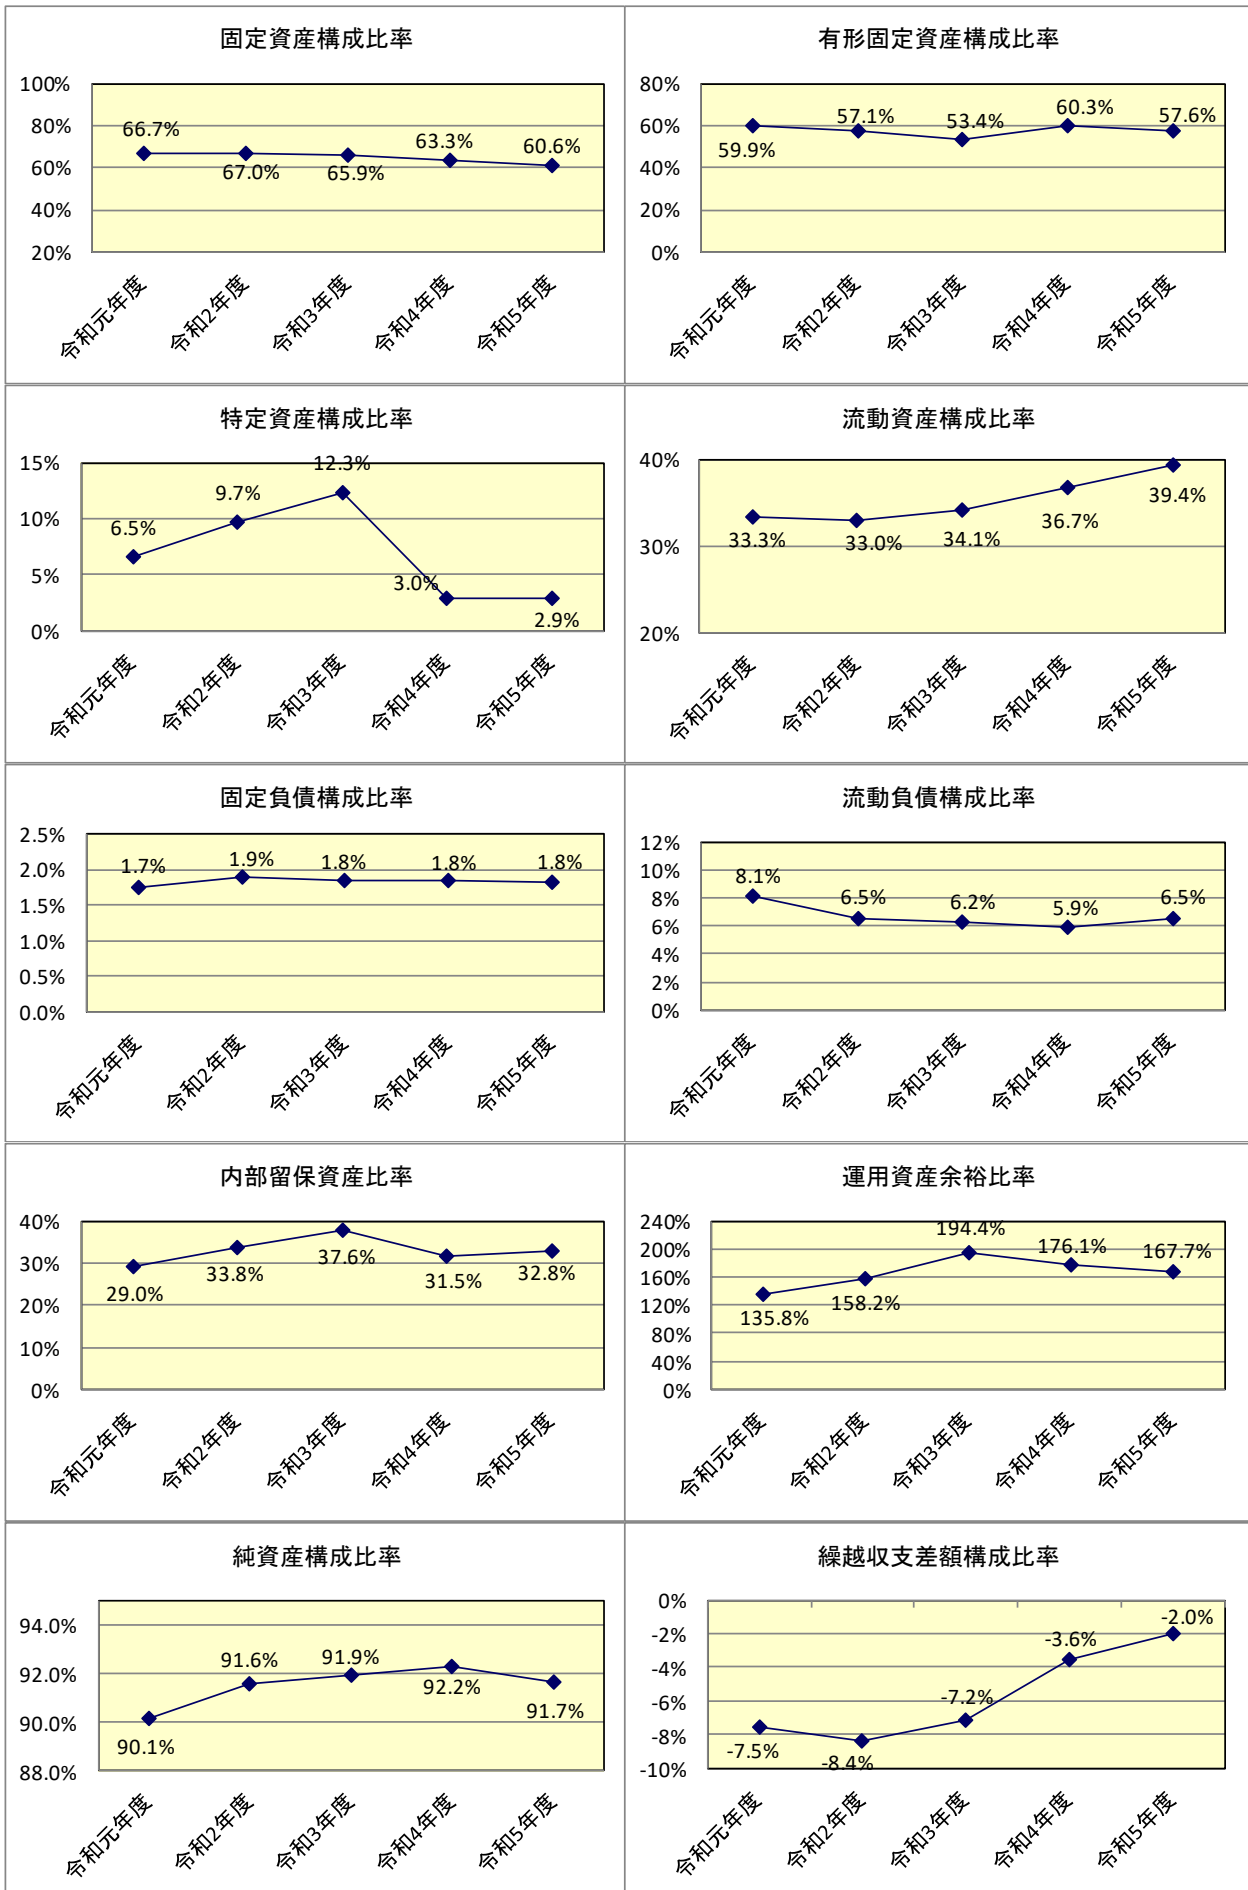 固定資産構成比率
100%
80%
60%
40%
20%
66.7%
67.0%
65.9%
63.3%
60.6%
令和元年度
令和2年度
令和3年度
令和4年度
令和5年度
有形固定資産構成比率
80%
60%
40%
20%
0%
59.9%
57.1%
53.4%
60.3%
57.6%
令和元年度
令和2年度
令和3年度
令和4年度
令和5年度
特定資産構成比率
15%
10%
5%
0%
6.5%
9.7%
12.3%
3.0%
2.9%
令和元年度
令和2年度
令和3年度
令和4年度
令和5年度
流動資産構成比率
40%
30%
20%
33.3%
33.0%
34.1%
36.7%
39.4%
令和元年度
令和2年度
令和3年度
令和4年度
令和5年度
固定負債構成比率
2.5%
2.0%
1.5%
1.0%
0.5%
0.0%
1.7%
1.9%
1.8%
1.8%
1.8%
令和元年度
令和2年度
令和3年度
令和4年度
令和5年度
流動負債構成比率
12%
10%
8%
6%
4%
2%
0%
8.1%
6.5%
6.2%
5.9%
6.5%
令和元年度
令和2年度
令和3年度
令和4年度
令和5年度
内部留保資産比率
40%
30%
20%
10%
0%
29.0%
33.8%
37.6%
31.5%
32.8%
令和元年度
令和2年度
令和3年度
令和4年度
令和5年度
運用資産余裕比率
240%
200%
160%
120%
80%
40%
0%
135.8%
158.2%
194.4%
176.1%
167.7%
令和元年度
令和2年度
令和3年度
令和4年度
令和5年度
純資産構成比率
94.0%
92.0%
90.0%
88.0%
90.1%
91.6%
91.9%
92.2%
91.7%
令和元年度
令和2年度
令和3年度
令和4年度
令和5年度
繰越収支差額構成比率
0%
-2%
-4%
-6%
-8%
-10%
-7.5%
-8.4%
-7.2%
-3.6%
-2.0%
令和元年度
令和2年度
令和3年度
令和4年度
令和5年度